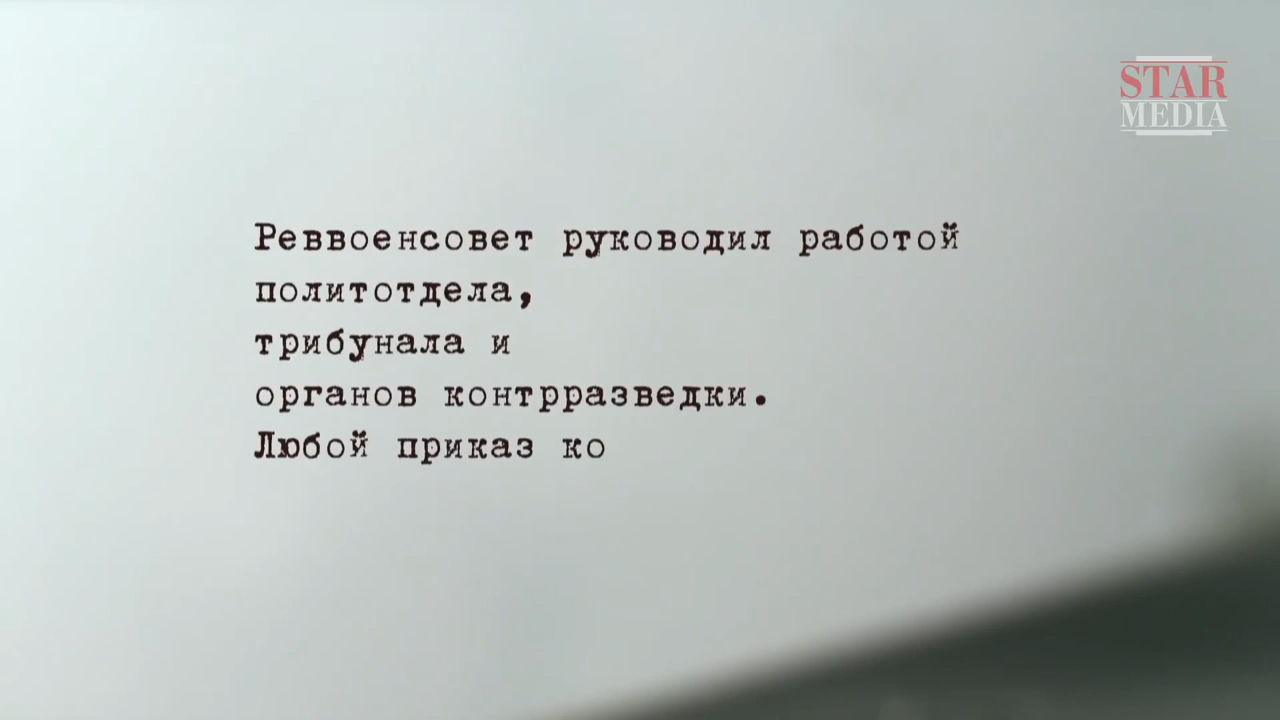 STAR
MEDIA
Реввоенсовет руководил работой
политотдела,
трибунала и
органов контрразведки.
Любой приказ ко